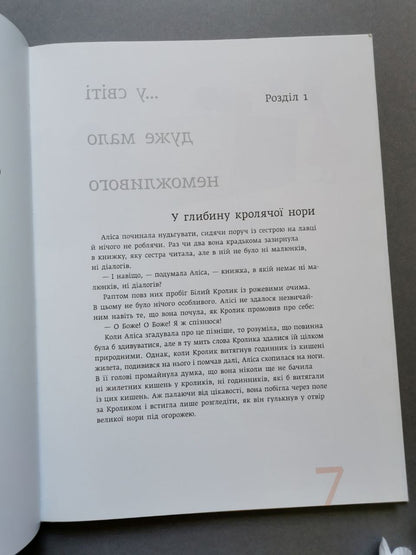 ...у світі
Розділ 1
дуже мало
неможливого
У глибину кролячої нори
Аліса починала нудьгувати, сидячи поруч із сестрою на лавці
й нічого не роблячи. Раз чи два вона крадькома зазирнула
в книжку, яку сестра читала, але в ній не було ні малюнків,
ні діалогів.
— І навіщо, — подумала Аліса, — книжка, в якій немає ні ма-
люнків, ні діалогів?
Раптом повз них пробіг Білий Кролик із рожевими очима.
В цьому не було нічого особливого. Алісі не здалося незвичай-
ним навіть те, що вона почула, як Кролик промовив про себе:
— О Боже! О Боже! Я ж спізнюся!
Коли Аліса згадувала про це пізніше, то розуміла, що повинна
була б здивуватися, але в ту мить слова Кролика здалися їй цілком
природними. Однак, коли Кролик витягнув годинник із кишені
жилета, подивився на нього і помчав далі, Аліса схопилася на ноги.
В її голові промайнула думка, що вона ніколи ще не бачила
ні жилетних кишень у кроликів, ні годинників, які б витягали
із цих кишень. Аж палаючи від цікавості, вона побігла через поле
за Кроликом і встигла лише розгледіти, як він гулькнув у отвір
великої нори під огорожею.
7